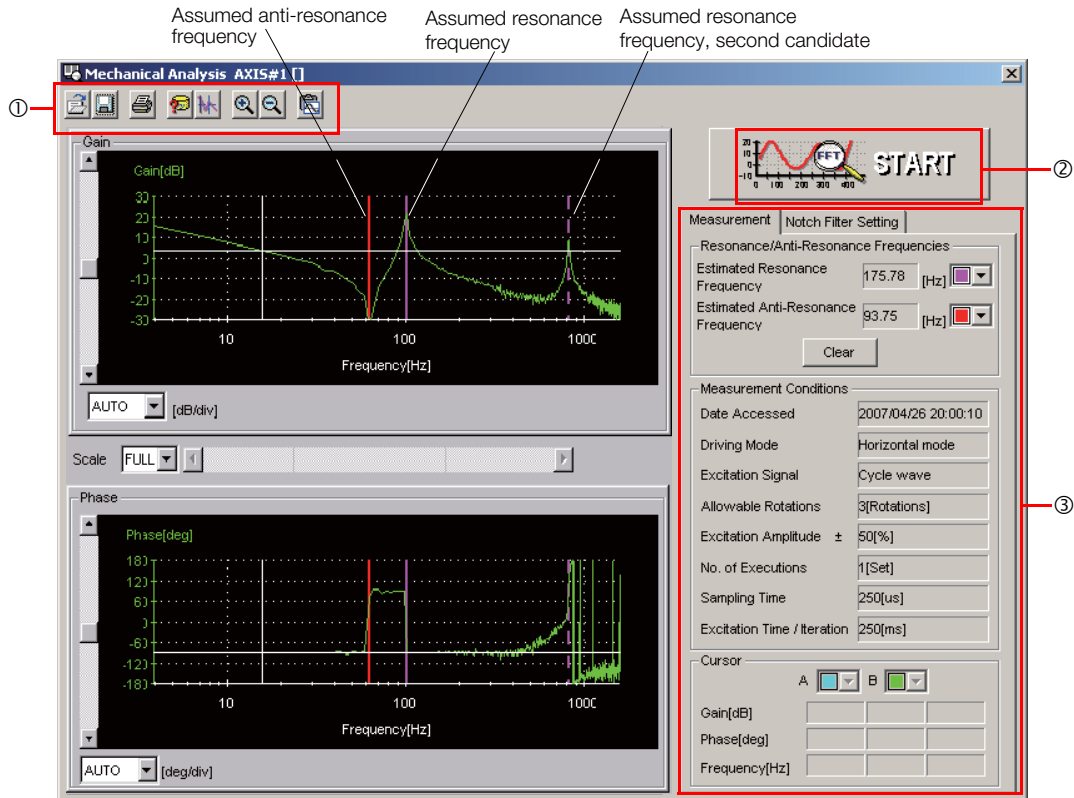 Assumed anti-resonance
frequency
Assumed resonance
frequency
Assumed resonance
frequency, second candidate
Mechanical Analysis AXIS#1 []
①
Gain
Gain[dB]
30
20
10
0
-10
-20
-30
10
100
1000
Frequency[Hz]
AUTO [dB/div]
Scale FULL
Phase
Phase[deg]
180
120
60
0
-60
-120
-180
10
100
1000
Frequency[Hz]
AUTO [deg/div]
20
10
0
-10
0 100 200 300 400
FFT
START
②
Measurement Notch Filter Setting
Resonance/Anti-Resonance Frequencies
Estimated Resonance
Frequency
175.78 [Hz]
Estimated Anti-Resonance
Frequency
93.75 [Hz]
Clear
Measurement Conditions
Date Accessed 2007/04/26 20:00:10
Driving Mode Horizontal mode
Excitation Signal Cycle wave
Allowable Rotations 3[Rotations]
Excitation Amplitude ± 50[%]
No. of Executions 1[Set]
Sampling Time 250[us]
Excitation Time / Iteration 250[ms]
③
Cursor
A B
Gain[dB]
Phase[deg]
Frequency[Hz]